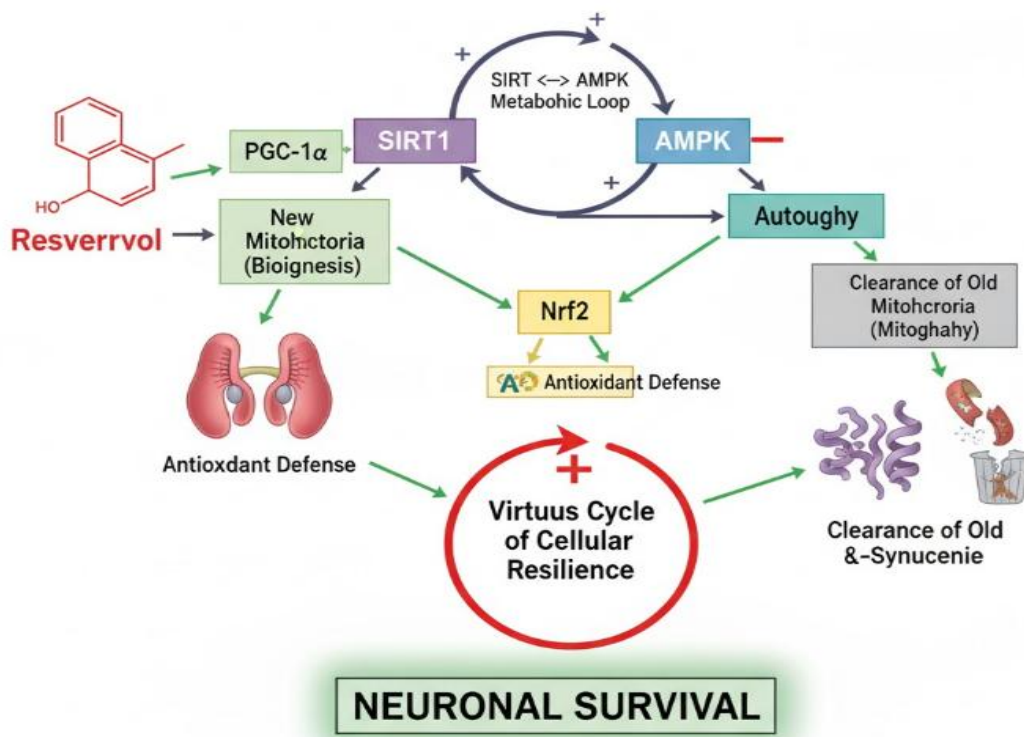 +
+
SIRT <—> AMPK
Metabohic Loop
PGC-1α
SIRT1
AMPK
+
HO
Resverrvol
New
Mitohctoria
(Bioignesis)
Autoughy
Nrf2
Clearance of Old
Mitohcroria
(Mitoghahy)
Antioxidant Defense
Antioxdant Defense
+
Virtuus Cycle
of Cellular
Resilience
Clearance of Old
&-Synucenie
NEURONAL SURVIVAL